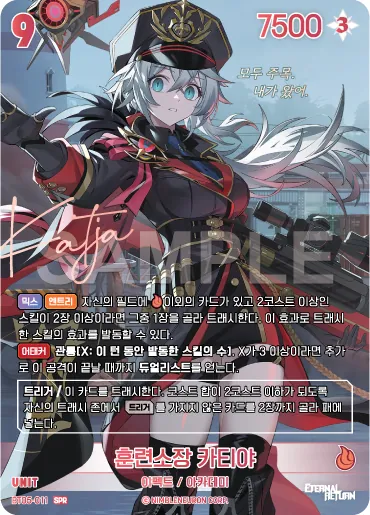 9
7500 3
모두 주목.
내가 왔어.
Katja
SAMPLE
믹스 엔트리 자신의 필드에 이외의 카드가 있고 2코스트 이상인
스킬이 2장 이상이라면 그중 1장을 골라 트래시한다. 이 효과로 트래시
한 스킬의 효과를 발동할 수 있다.
어태커 관통(X: 이 턴 동안 발동한 스킬의 수). X가 3 이상이라면 추가
로 이 공격이 끝날 때까지 듀얼리스트를 얻는다.
트리거 / 이 카드를 트래시한다. 코스트 합이 2코스트 이하가 되도록
자신의 트래시 존에서 트리거 를 가지지 않은 카드를 2장까지 골라 패에
넣는다.
훈련소장 카티야
UNIT
이펙트 / 아카데미
BT05-011 SPR
© NIMBLENEURON CORP.
ETERNAL RETURN